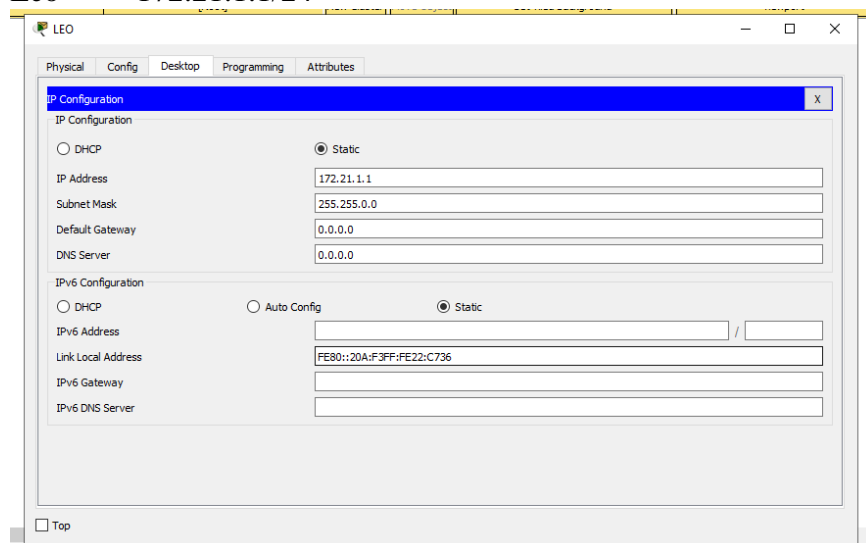 LEO
Physical Config Desktop Programming Attributes
IP Configuration X
IP Configuration
DHCP Static
IP Address 172.21.1.1
Subnet Mask 255.255.0.0
Default Gateway 0.0.0.0
DNS Server 0.0.0.0
IPv6 Configuration
DHCP Auto Config Static
IPv6 Address /
Link Local Address FE80::20A:F3FF:FE22:C736
IPv6 Gateway
IPv6 DNS Server
Top